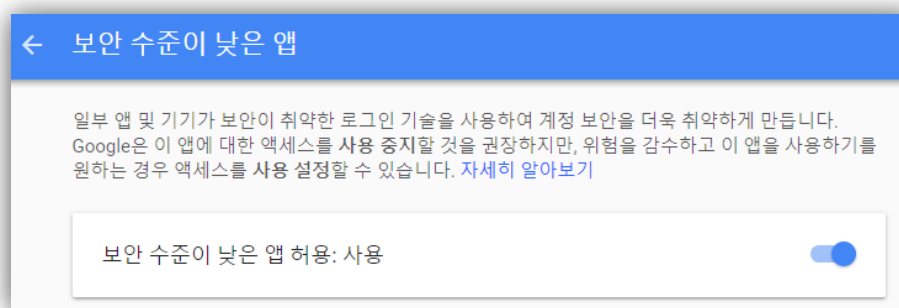 보안 수준이 낮은 앱
일부 앱 및 기기가 보안이 취약한 로그인 기술을 사용하여 계정 보안을 더욱 취약하게 만듭니다.
Google은 이 앱에 대한 액세스를 사용 중지할 것을 권장하지만, 위험을 감수하고 이 앱을 사용하기를
원하는 경우 액세스를 사용 설정할 수 있습니다. 자세히 알아보기
보안 수준이 낮은 앱 허용: 사용